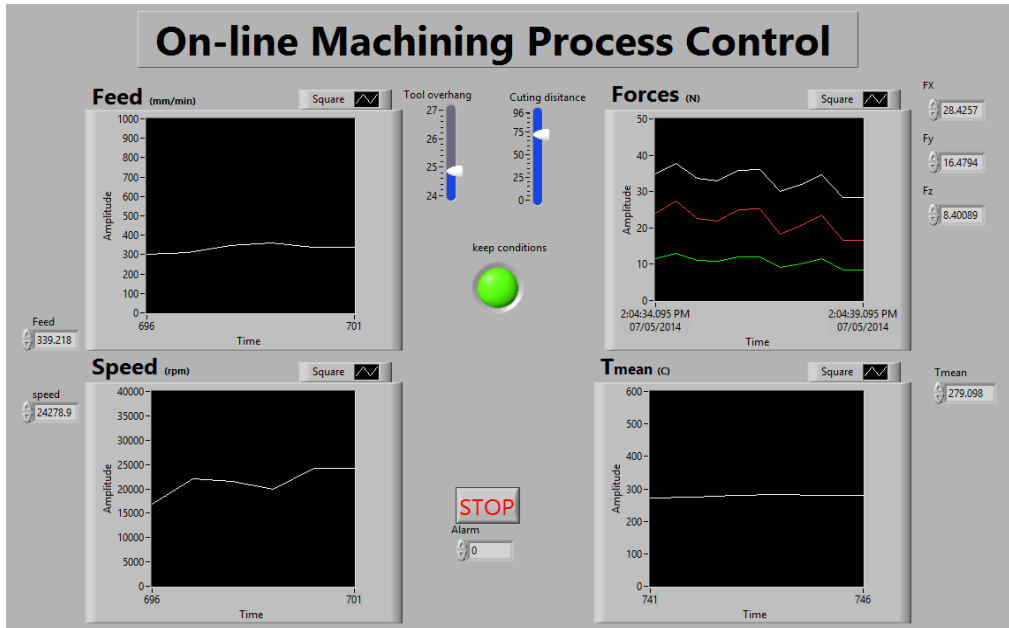 On-line Machining Process Control
Feed (mm/min)
Square
1000
900
800
700
600
500
400
300
200
100
0
Amplitude
696
701
Time
Feed
339.218
Tool overhang
27
26
25
24
Cuting disitance
96
75
50
25
0
keep conditions
Forces (N)
Square
50
40
30
20
10
0
Amplitude
2:04:34.095 PM
07/05/2014
2:04:39.095 PM
07/05/2014
Time
FX
28.4257
Fy
16.4794
Fz
8.40089
Speed (rpm)
Square
40000
35000
30000
25000
20000
15000
10000
5000
0
Amplitude
696
701
Time
speed
24278.9
STOP
Alarm
0
Tmean (C)
Square
600
500
400
300
200
100
0
Amplitude
741
746
Time
Tmean
279.098